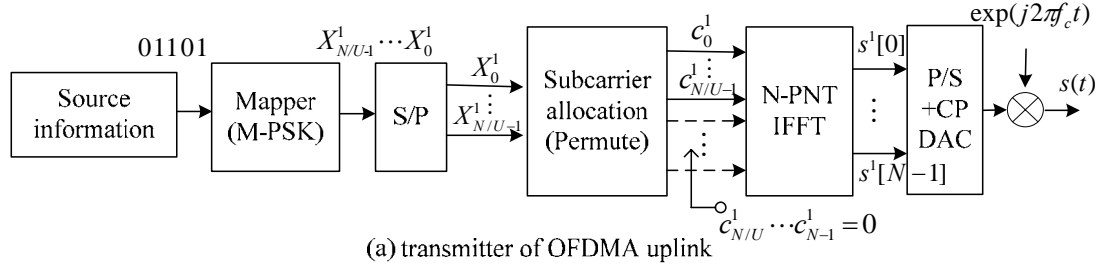 01101
Source
information
Mapper
(M-PSK)
X^1_{N/U-1} ⋯ X^1_0
S/P
X^1_0
⋮
X^1_{N/U-1}
Subcarrier
allocation
(Permute)
c^1_0
⋮
c^1_{N/U-1}
⋮
c^1_{N/U} ⋯ c^1_{N-1} = 0
N-PNT
IFFT
s^1[0]
⋮
s^1[N-1]
P/S
+CP
DAC
exp(j2πf_c t)
s(t)
(a) transmitter of OFDMA uplink